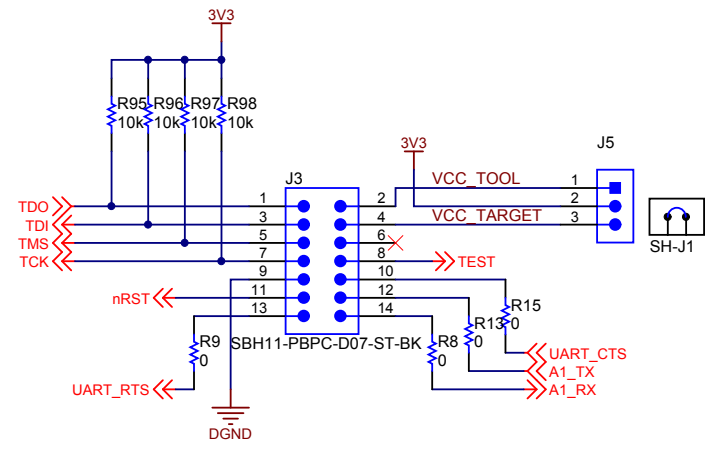 3V3
R95 R96 R97 R98
10k 10k 10k 10k
J5
3V3
J3
VCC_TOOL
1 2 1
TDO
2
TDI
3 4
VCC_TARGET
3
TMS
5 6
TCK
7 8
TEST
SH-J1
9 10
nRST
11 12
R15
0
13 14
R13
0
R9
0
SBH11-PBPC-D07-ST-BK
R8
0
UART_CTS
A1_TX
UART_RTS
A1_RX
DGND